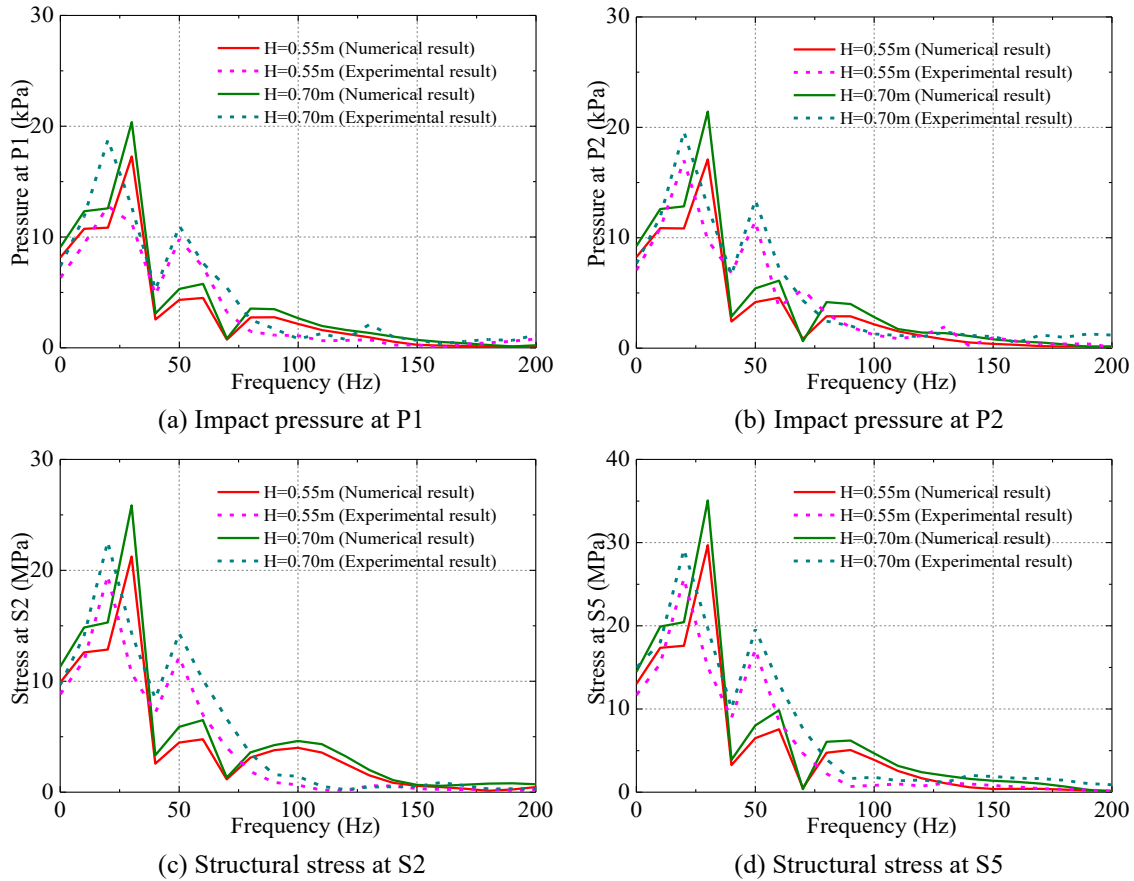 30
20
10
0
Pressure at P1 (kPa)
H=0.55m (Numerical result)
H=0.55m (Experimental result)
H=0.70m (Numerical result)
H=0.70m (Experimental result)
0 50 100 150 200
Frequency (Hz)
(a) Impact pressure at P1
30
20
10
0
Pressure at P2 (kPa)
H=0.55m (Numerical result)
H=0.55m (Experimental result)
H=0.70m (Numerical result)
H=0.70m (Experimental result)
0 50 100 150 200
Frequency (Hz)
(b) Impact pressure at P2
30
20
10
0
Stress at S2 (MPa)
H=0.55m (Numerical result)
H=0.55m (Experimental result)
H=0.70m (Numerical result)
H=0.70m (Experimental result)
0 50 100 150 200
Frequency (Hz)
(c) Structural stress at S2
40
30
20
10
0
Stress at S5 (MPa)
H=0.55m (Numerical result)
H=0.55m (Experimental result)
H=0.70m (Numerical result)
H=0.70m (Experimental result)
0 50 100 150 200
Frequency (Hz)
(d) Structural stress at S5